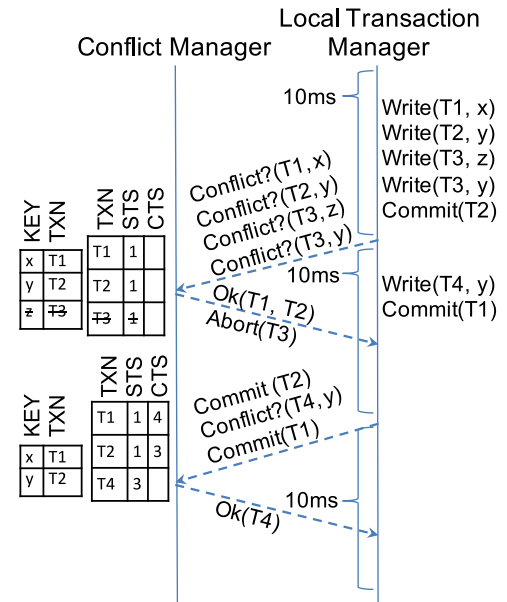 Conflict Manager
Local Transaction
Manager
10ms
Write(T1, x)
Write(T2, y)
Write(T3, z)
Write(T3, y)
Commit(T2)
Conflict?(T1,x)
Conflict?(T2,y)
Conflict?(T3,z)
Conflict?(T3,y)
KEY TXN
x T1
y T2
z T3
TXN STS CTS
T1 1
T2 1
T3 1
10ms
Write(T4, y)
Commit(T1)
Ok(T1, T2)
Abort(T3)
Commit (T2)
Conflict?(T4,y)
Commit(T1)
KEY TXN
x T1
y T2
TXN STS CTS
T1 1 4
T2 1 3
T4 3
10ms
Ok(T4)